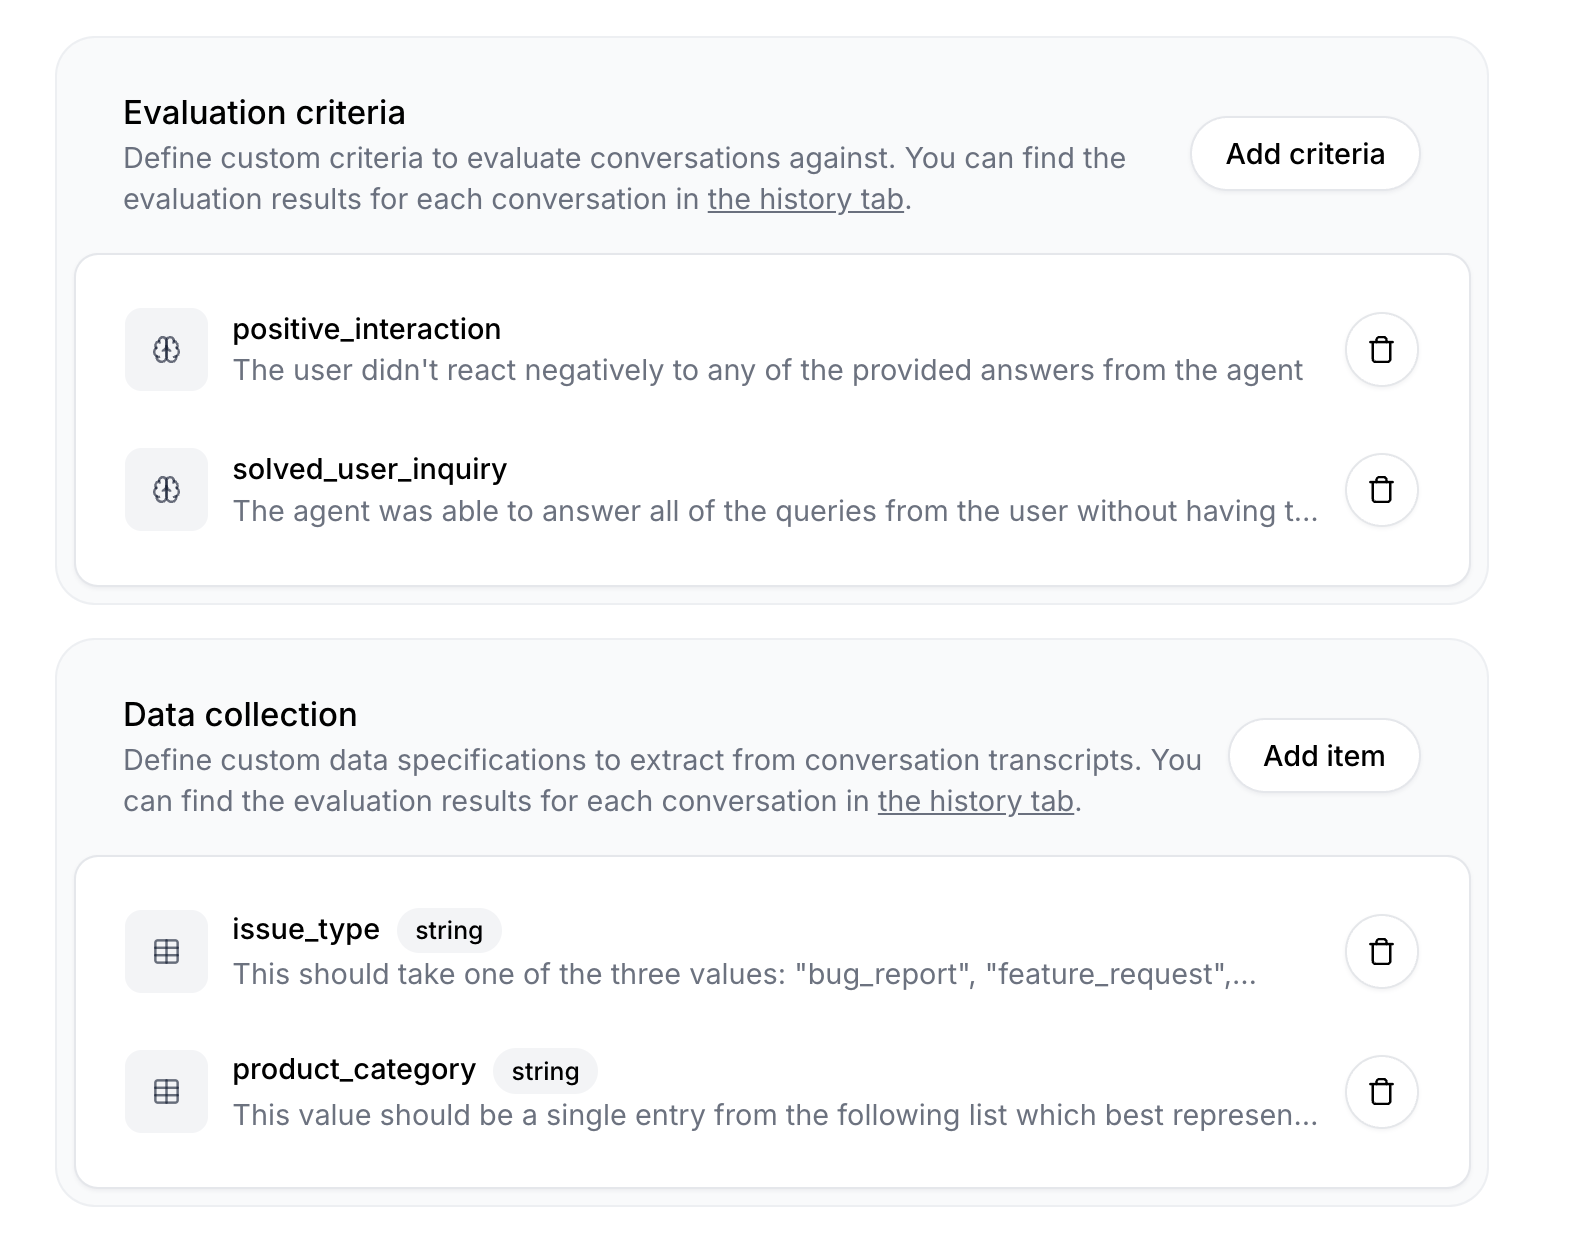 Evaluation criteria
Define custom criteria to evaluate conversations against. You can find the
evaluation results for each conversation in the history tab.
Add criteria
positive_interaction
The user didn't react negatively to any of the provided answers from the agent
solved_user_inquiry
The agent was able to answer all of the queries from the user without having t...
Data collection
Define custom data specifications to extract from conversation transcripts. You
can find the evaluation results for each conversation in the history tab.
Add item
issue_type string
This should take one of the three values: "bug_report", "feature_request",...
product_category string
This value should be a single entry from the following list which best represen...